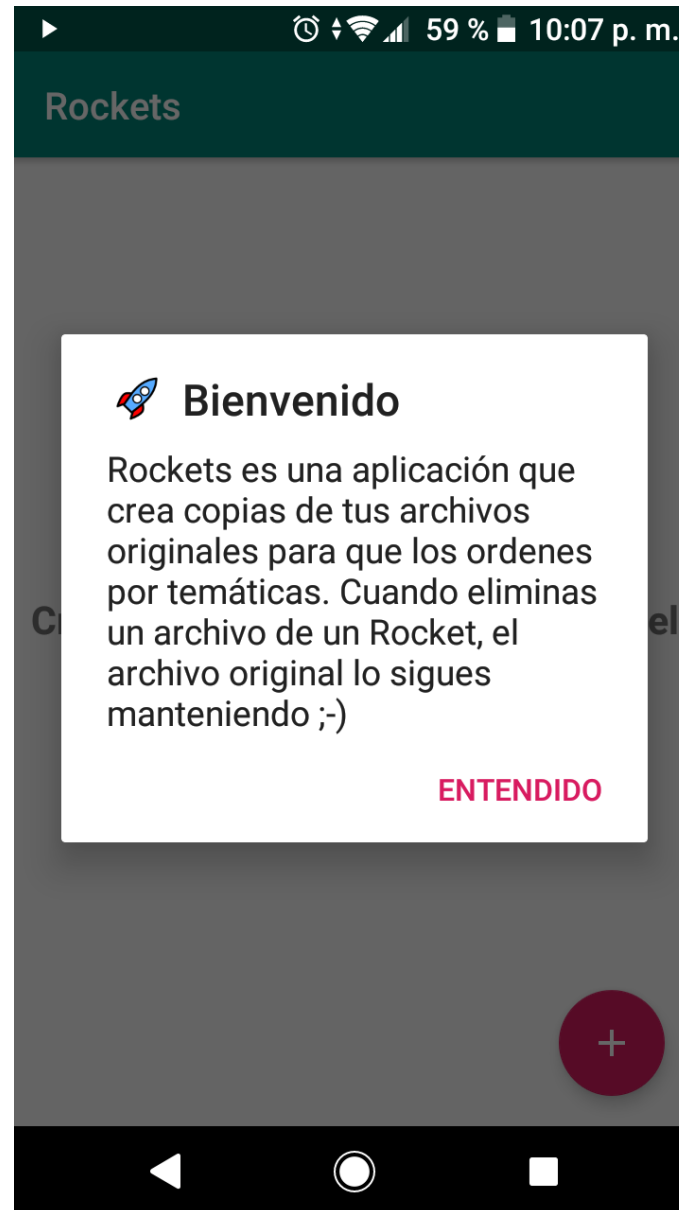 59 % 10:07 p. m.
Rockets
Bienvenido
Rockets es una aplicación que
crea copias de tus archivos
originales para que los ordenes
por temáticas. Cuando eliminas
un archivo de un Rocket, el
archivo original lo sigues
manteniendo ;-)
ENTENDIDO
+